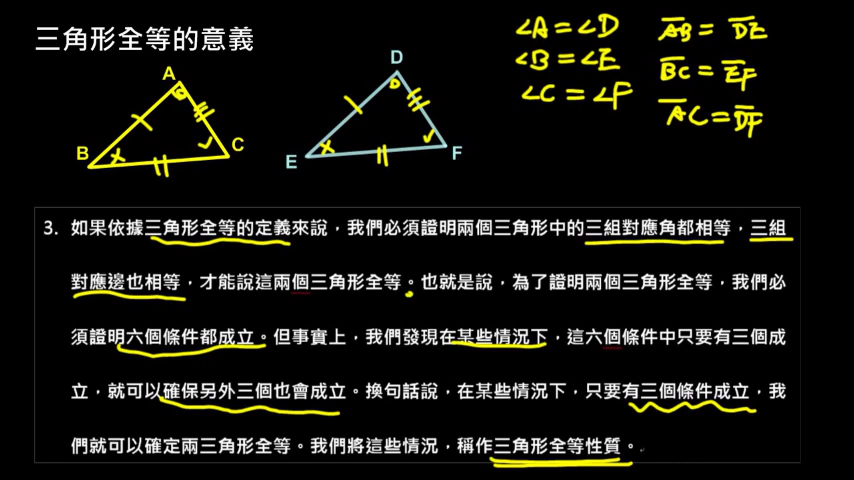 三角形全等的意義
∠A = ∠D
∠B = ∠E
∠C = ∠F
A̅B̅ = D̅E̅
B̅C̅ = E̅F̅
A̅C̅ = D̅F̅
A
B
C
D
E
F
3. 如果依據三角形全等的定義來說，我們必須證明兩個三角形中的三組對應角都相等，三組
對應邊也相等，才能說這兩個三角形全等。也就是說，為了證明兩個三角形全等，我們必
須證明六個條件都成立。但事實上，我們發現在某些情況下，這六個條件中只要有三個成
立，就可以確保另外三個也會成立。換句話說，在某些情況下，只要有三個條件成立，我
們就可以確定兩三角形全等。我們將這些情況，稱作三角形全等性質。